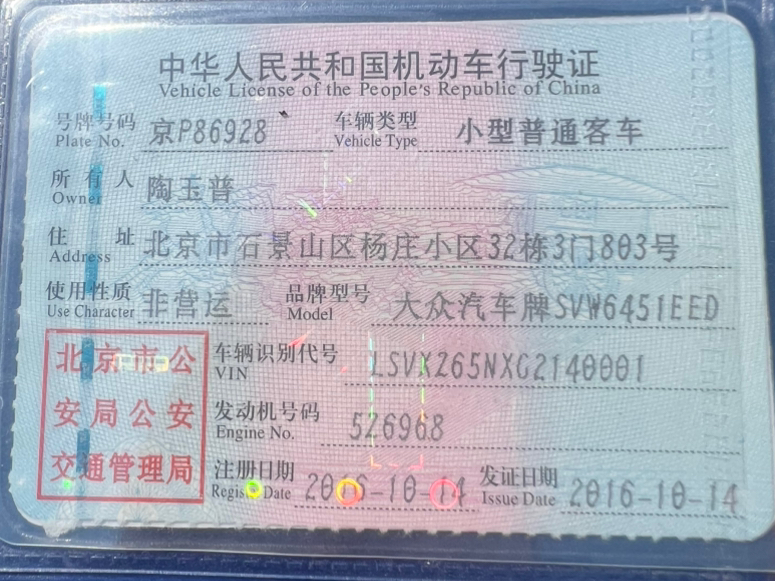 中华人民共和国机动车行驶证
Vehicle License of the People's Republic of China
号牌号码 京P86928 车辆类型 小型普通客车
Plate No. Vehicle Type
所有人 陶玉普
Owner
住址 北京市石景山区杨庄小区32栋3门803号
Address
使用性质 非营运 品牌型号 大众汽车牌SVW6451EED
Use Character Model
北京市公
安局公安
交通管理局
车辆识别代号 LSVXZ65NXG2140001
VIN
发动机号码 526968
Engine No.
注册日期 2016-10-14 发证日期 2016-10-14
Register Date Issue Date